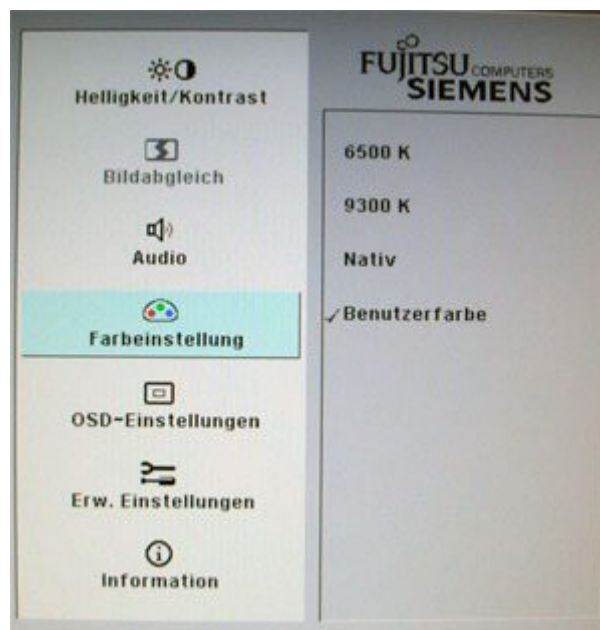 Helligkeit/Kontrast
Bildabgleich
Audio
Farbeinstellung
OSD-Einstellungen
Erw. Einstellungen
Information
FUJITSU COMPUTERS
SIEMENS
6500 K
9300 K
Nativ
Benutzerfarbe